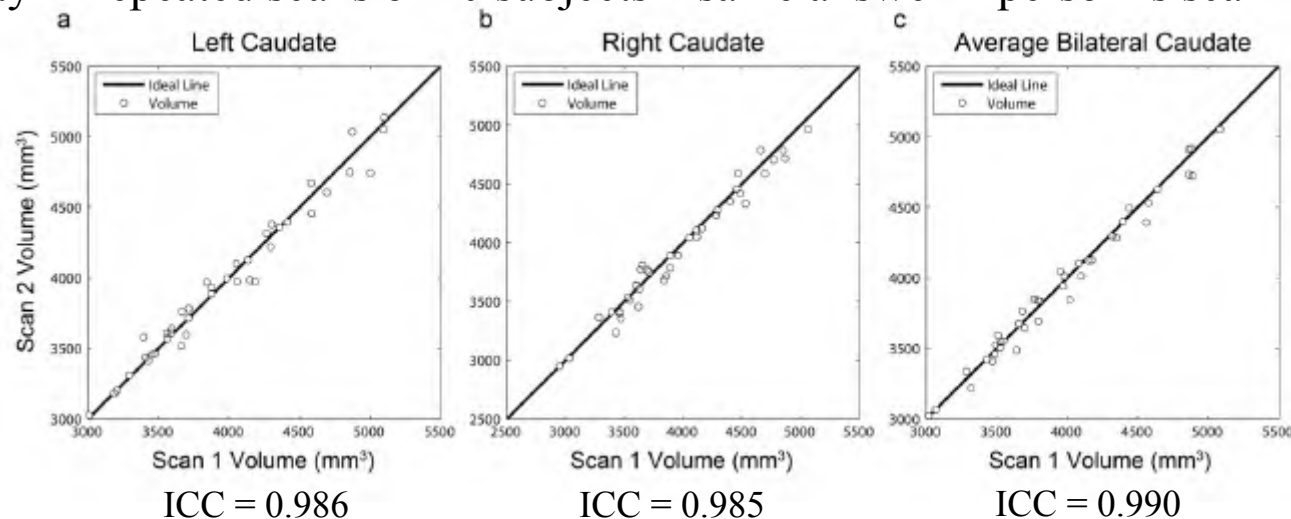 a
Left Caudate
5500
5000
4500
4000
3500
3000
3000 3500 4000 4500 5000 5500
Ideal Line
Volume
Scan 2 Volume (mm³)
Scan 1 Volume (mm³)
ICC = 0.986
b
Right Caudate
5500
5000
4500
4000
3500
3000
2500
2500 3000 3500 4000 4500 5000 5500
Ideal Line
Volume
Scan 1 Volume (mm³)
ICC = 0.985
c
Average Bilateral Caudate
5500
5000
4500
4000
3500
3000
3000 3500 4000 4500 5000 5500
Ideal Line
Volume
Scan 1 Volume (mm³)
ICC = 0.990